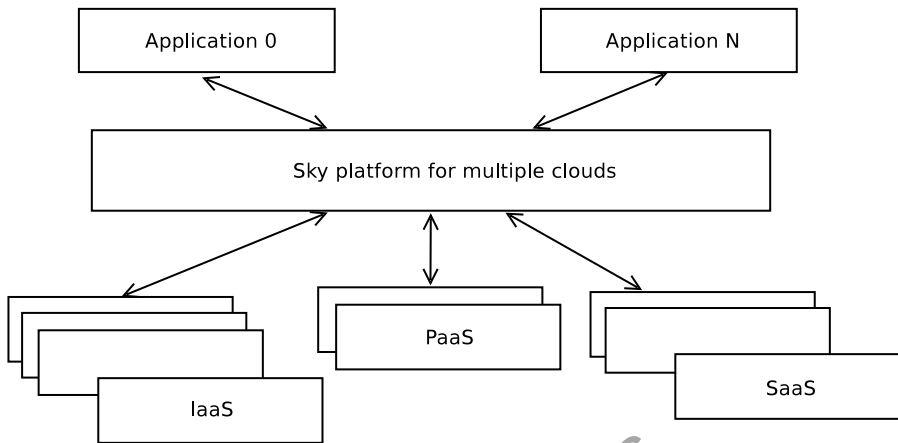 Application 0
Application N
Sky platform for multiple clouds
PaaS
SaaS
IaaS